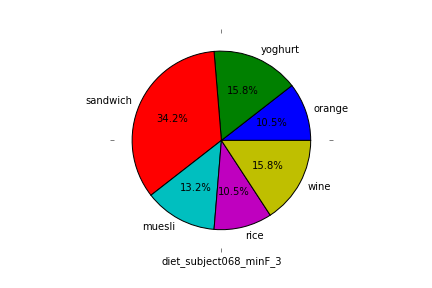 yoghurt
15.8%
orange
10.5%
sandwich
34.2%
15.8%
wine
13.2%
10.5%
muesli
rice
diet_subject068_minF_3